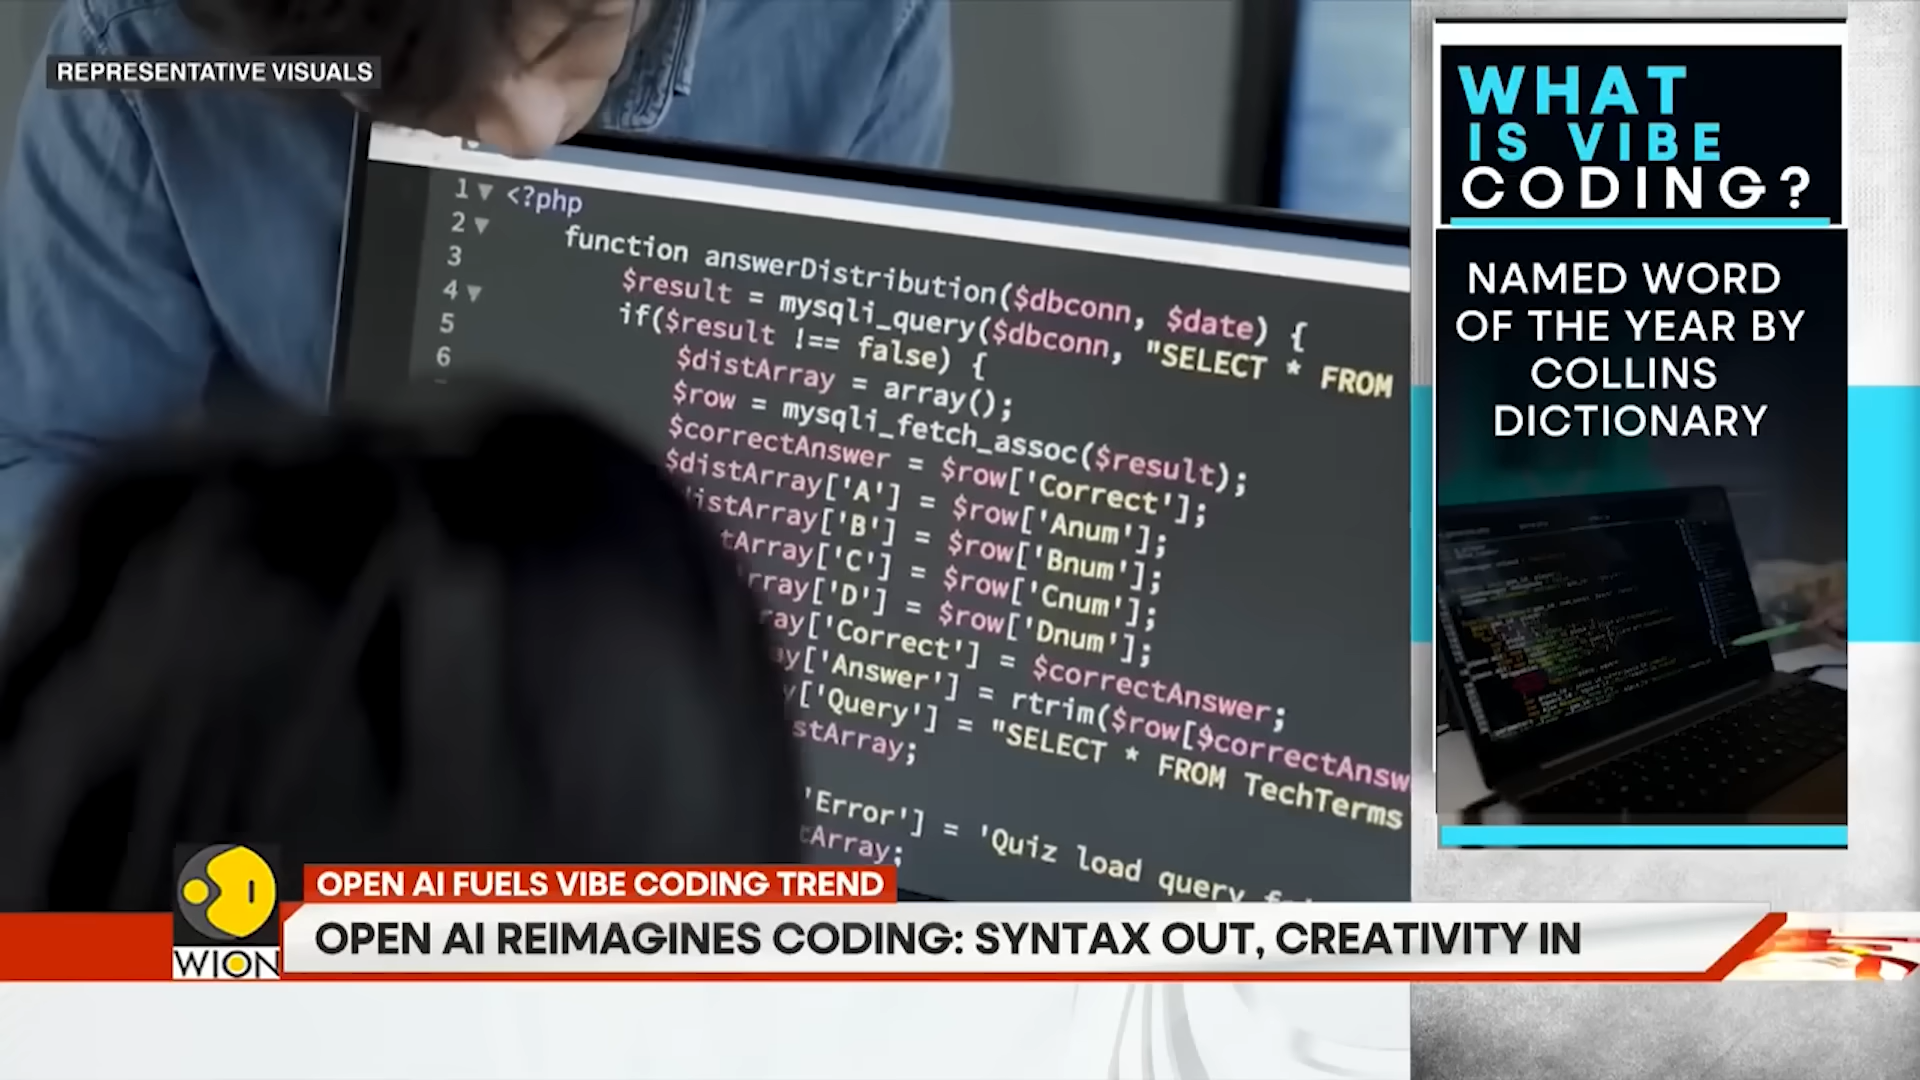 REPRESENTATIVE VISUALS
1 <?php
2 function answerDistribution($dbconn, $date) {
3 $result = mysqli_query($dbconn, "SELECT * FROM
4 if($result !== false) {
5 $distArray = array();
6 $row = mysqli_fetch_assoc($result);
$correctAnswer = $row['Correct'];
$distArray['A'] = $row['Anum'];
istArray['B'] = $row['Bnum'];
tArray['C'] = $row['Cnum'];
rray['D'] = $row['Dnum'];
ay['Correct'] = $correctAnswer;
y['Answer'] = rtrim($row[$correctAnsw
['Query'] = "SELECT * FROM TechTerms
stArray;
'Error'] = 'Quiz load query
Array;
WHAT
IS VIBE
CODING?
NAMED WORD
OF THE YEAR BY
COLLINS
DICTIONARY
OPEN AI FUELS VIBE CODING TREND
OPEN AI REIMAGINES CODING: SYNTAX OUT, CREATIVITY IN
WION